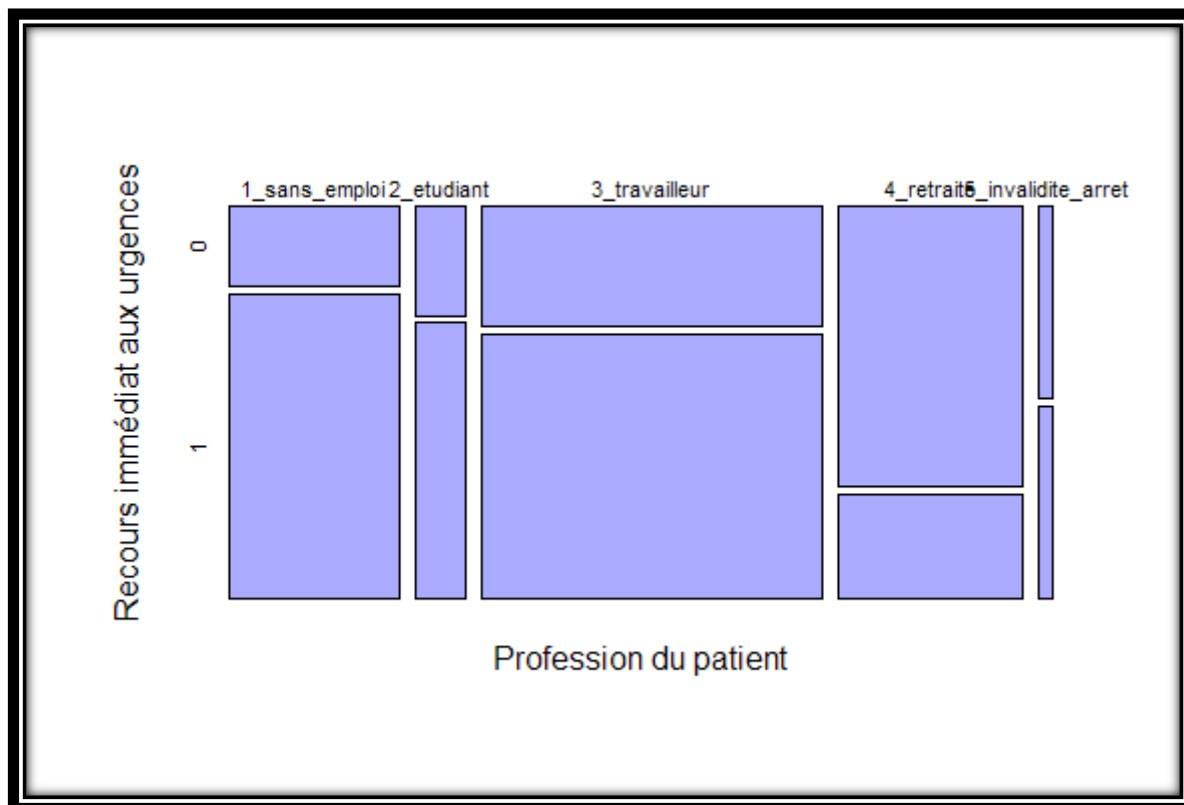 1_sans_emploi
2_etudiant
3_travailleur
4_retraite
5_invalidite_arret
Recours immédiat aux urgences
0
1
Profession du patient